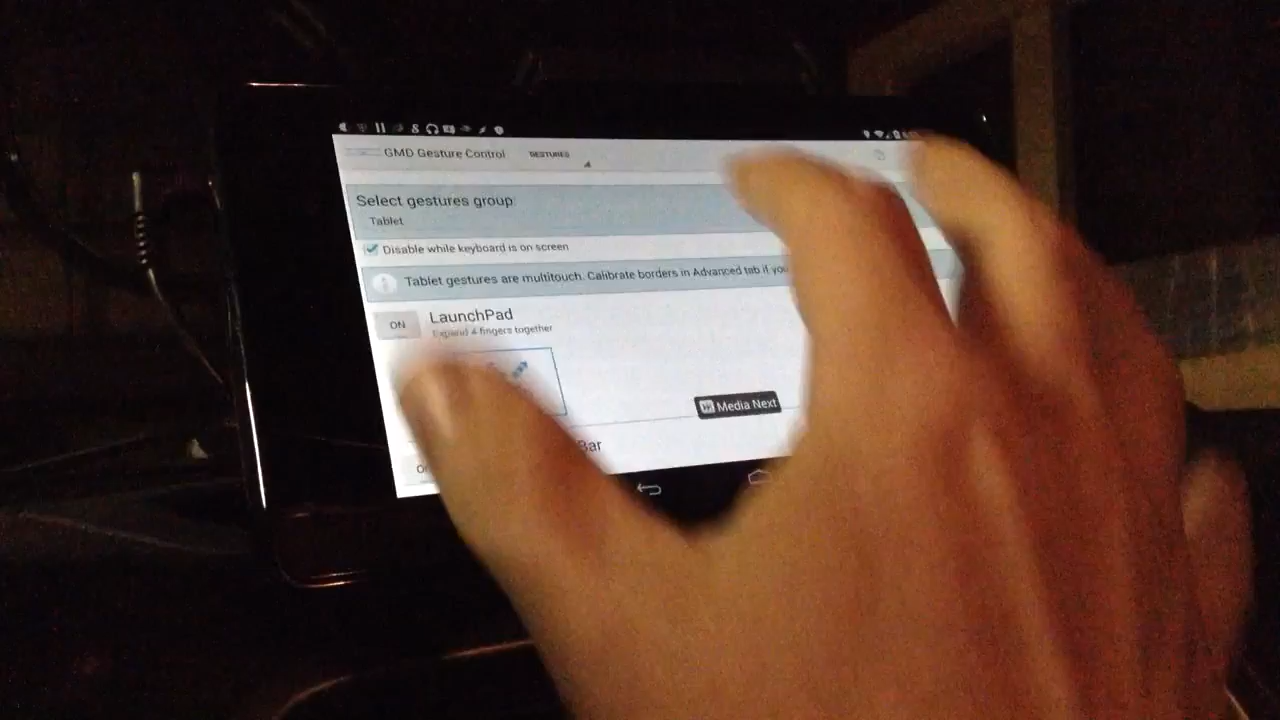 GMD Gesture Control GESTURES
Select gestures group
Tablet
Disable while keyboard is on screen
Tablet gestures are multitouch. Calibrate borders in Advanced tab if you
ON LaunchPad
Expand 4 fingers together
Media Next
Bar